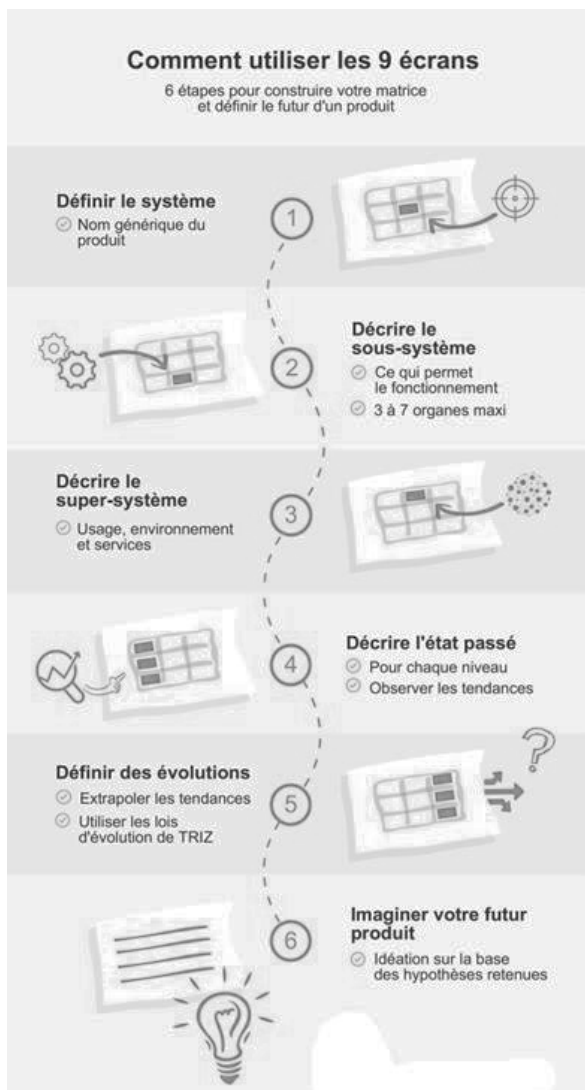 Comment utiliser les 9 écrans
6 étapes pour construire votre matrice
et définir le futur d'un produit
Définir le système
Nom générique du
produit
1
Décrire le
sous-système
Ce qui permet
le fonctionnement
3 à 7 organes maxi
2
Décrire le
super-système
Usage, environnement
et services
3
Décrire l'état passé
Pour chaque niveau
Observer les tendances
4
Définir des évolutions
Extrapoler les tendances
Utiliser les lois
d'évolution de TRIZ
5
?
Imaginer votre futur
produit
Idéation sur la base
des hypothèses retenues
6